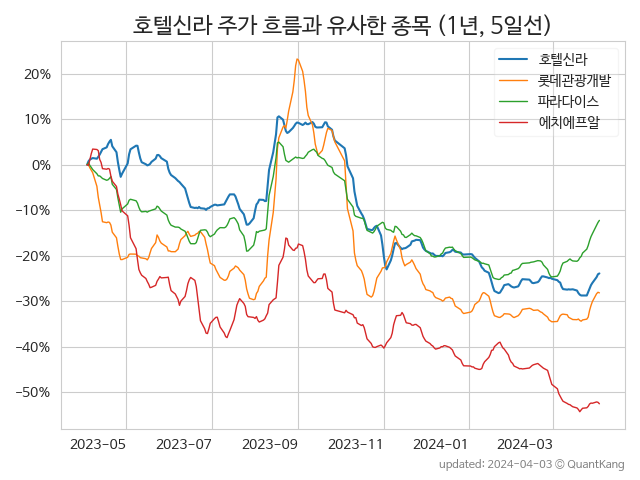 호텔신라 주가 흐름과 유사한 종목 (1년, 5일선)
호텔신라
롯데관광개발
파라다이스
에치에프알
20%
10%
0%
−10%
−20%
−30%
−40%
−50%
2023-05 2023-07 2023-09 2023-11 2024-01 2024-03
updated: 2024-04-03 © QuantKang